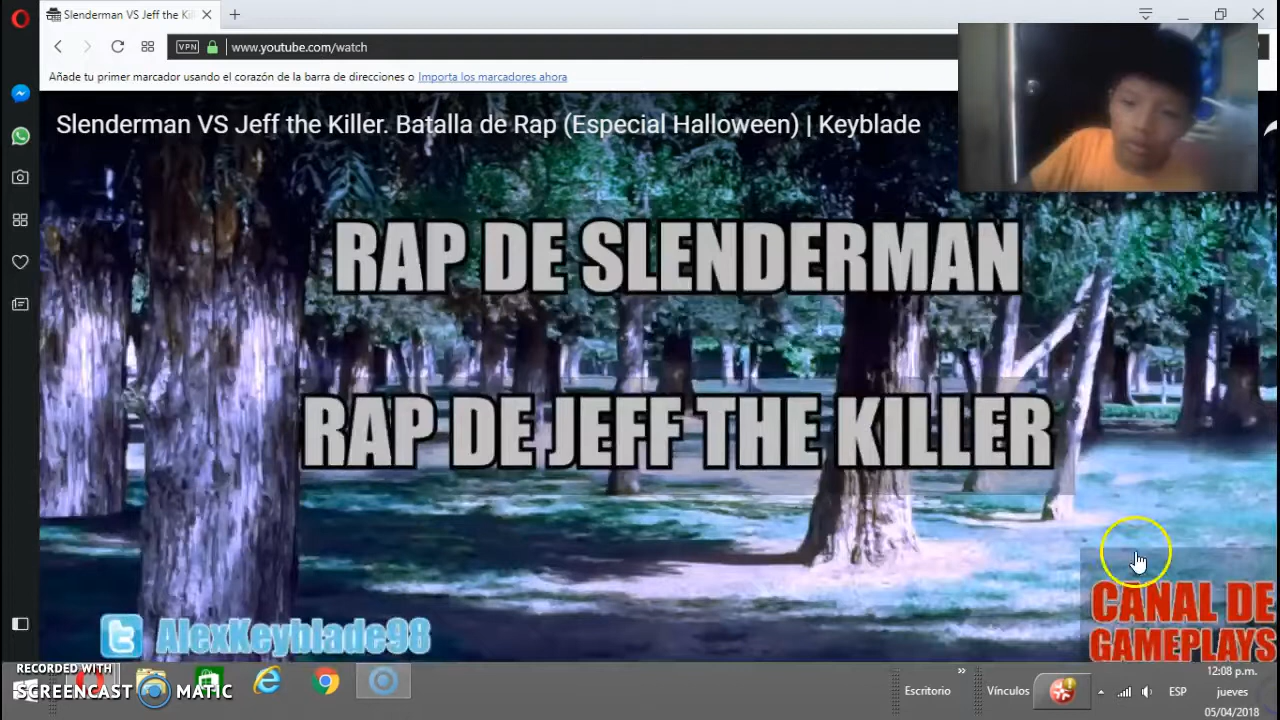 Slenderman VS Jeff the Kil
VPN www.youtube.com/watch
Añade tu primer marcador usando el corazón de la barra de direcciones o Importa los marcadores ahora
Slenderman VS Jeff the Killer. Batalla de Rap (Especial Halloween) | Keyblade
RAP DE SLENDERMAN
RAP DE JEFF THE KILLER
CANAL DE
GAMEPLAYS
AlexKeyblade98
RECORDED WITH
SCREENCAST MATIC
Escritorio » Vínculos ESP
12:08 p.m.
jueves
05/04/2018